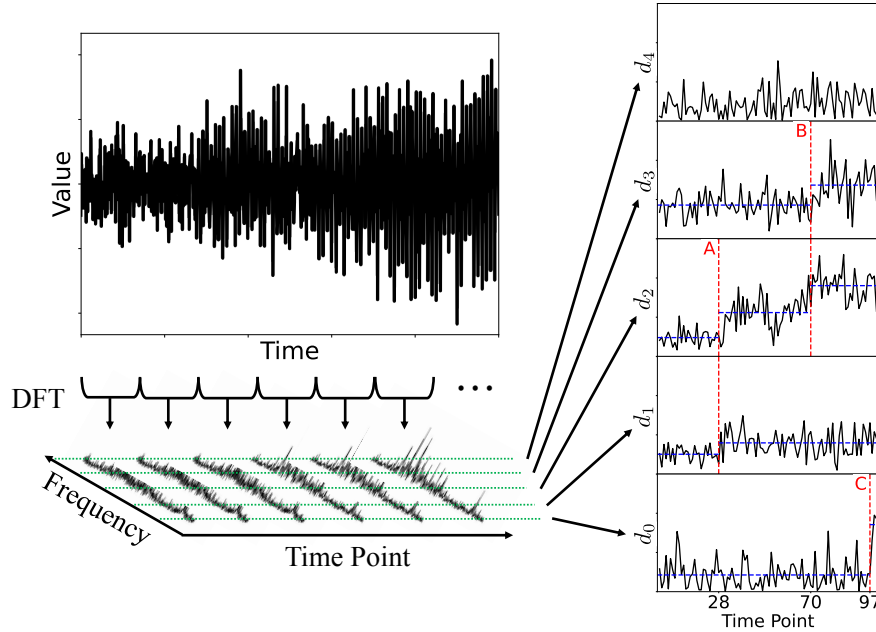 Value
Time
DFT
• • •
Frequency
Time Point
d4
d3
B
d2
A
d1
d0
C
28 70 97
Time Point